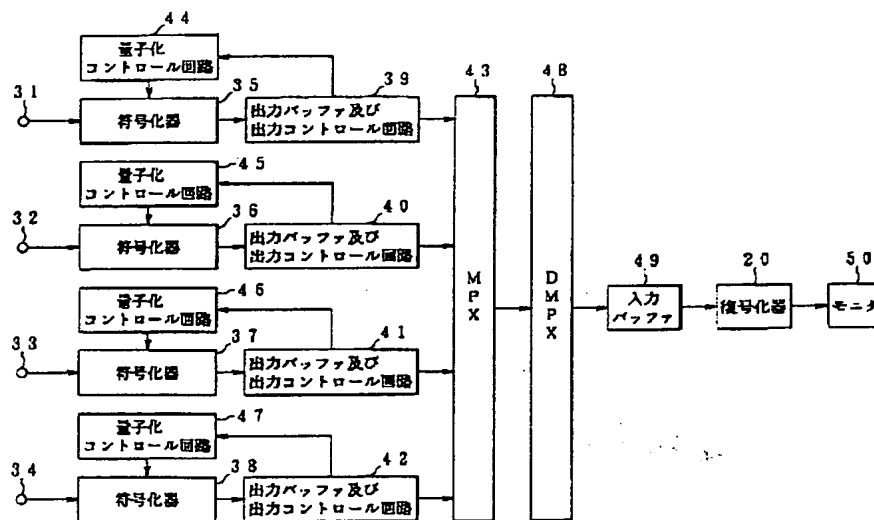 ４４
量子化
コントロール回路
３１
３５
符号化器
３９
出力バッファ及び
出力コントロール回路
４３
４８
量子化
コントロール回路
４５
３２
３６
符号化器
４０
出力バッファ及び
出力コントロール回路
MPX
DMPX
４９
入力
バッファ
２０
復号化器
５０
モニタ
量子化
コントロール回路
４６
３３
３７
符号化器
４１
出力バッファ及び
出力コントロール回路
量子化
コントロール回路
４７
３４
３８
符号化器
４２
出力バッファ及び
出力コントロール回路